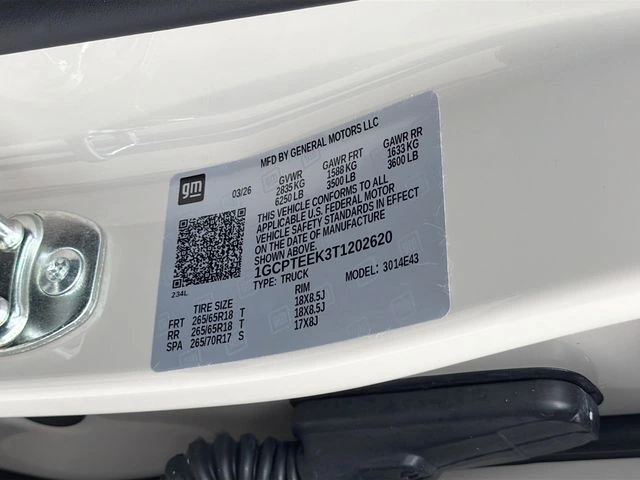 MFD BY GENERAL MOTORS LLC
gm 03/26 GVWR GAWR FRT GAWR RR
2835 KG 1588 KG 1633 KG
6250 LB 3500 LB 3600 LB
THIS VEHICLE CONFORMS TO ALL
APPLICABLE U.S. FEDERAL MOTOR
VEHICLE SAFETY STANDARDS IN EFFECT
ON THE DATE OF MANUFACTURE
SHOWN ABOVE.
1GCPTEEK3T1202620
TYPE: TRUCK MODEL: 3014E43
234L
TIRE SIZE RIM
FRT 265/65R18 T 18X8.5J
RR 265/65R18 T 18X8.5J
SPA 265/70R17 S 17X8J